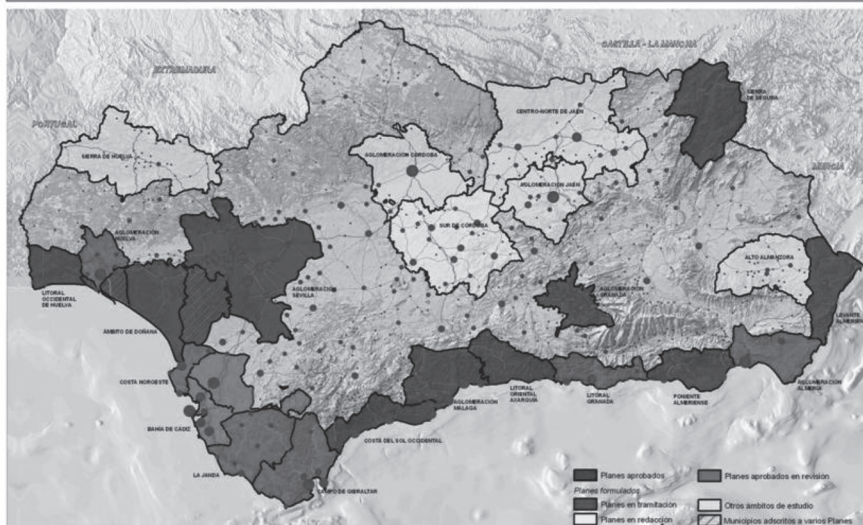 CASTILLA - LA MANCHA
EXTREMADURA
SIERRA DE SEGURA
CENTRO-NORTE DE JAÉN
PORTUGAL
SIERRA DE HUELVA
AGLOMERACIÓN CÓRDOBA
MURCIA
AGLOMERACIÓN JAÉN
SUR DE CÓRDOBA
AGLOMERACIÓN
HUELVA
ALTO ALMANZORA
LITORAL
OCCIDENTAL
DE HUELVA
AGLOMERACIÓN
SEVILLA
AGLOMERACIÓN
GRANADA
LEVANTE
ALMERIENSE
ÁMBITO DE DOÑANA
COSTA NOROESTE
AGLOMERACIÓN
MÁLAGA
LITORAL
ORIENTAL
AXARQUÍA
LITORAL
GRANADA
PONIENTE
ALMERIENSE
AGLOMERACIÓN
ALMERÍA
BAHÍA DE CÁDIZ
COSTA DEL SOL OCCIDENTAL
LA JANDA
CAMPO DE GIBRALTAR
Planes aprobados
Planes aprobados en revisión
Planes formulados
Planes en tramitación
Otros ámbitos de estudio
Planes en redacción
Municipios adscritos a varios Planes